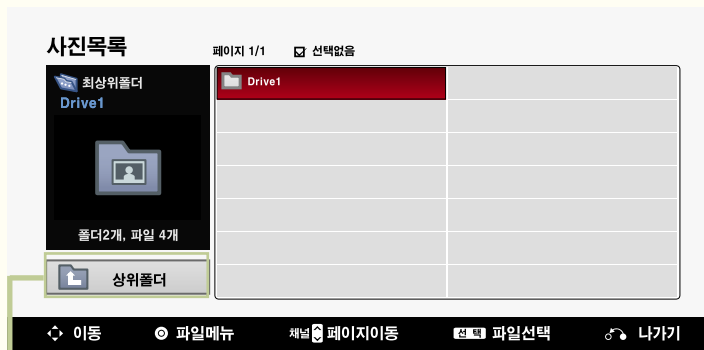 사진목록
페이지 1/1
선택없음
최상위폴더
Drive1
폴더2개, 파일 4개
상위폴더
Drive1
이동
파일메뉴
채널 페이지이동
선 택 파일선택
나가기